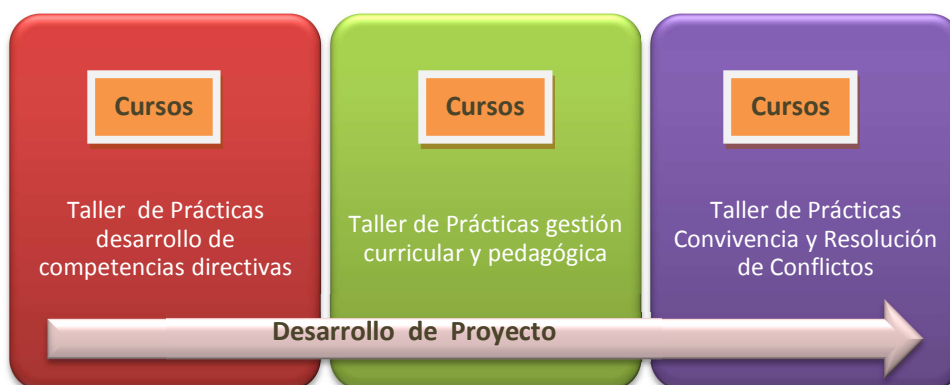 Cursos
Taller de Prácticas
desarrollo de
competencias directivas
Cursos
Taller de Prácticas gestión
curricular y pedagógica
Cursos
Taller de Prácticas
Convivencia y Resolución
de Conflictos
Desarrollo de Proyecto